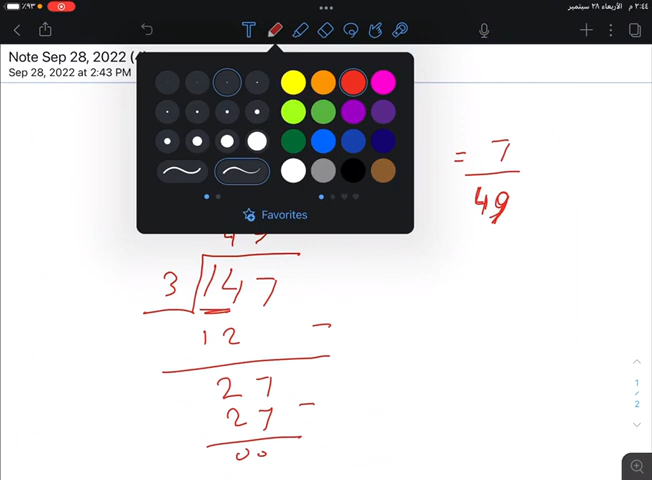 ٩٣٪ ٢:٤٤ م الأربعاء ٢٨ سبتمبر
Note Sep 28, 2022 (4)
Sep 28, 2022 at 2:43 PM
Favorites
= 7
49
3 147
12 -
27
27 -
00
1
2